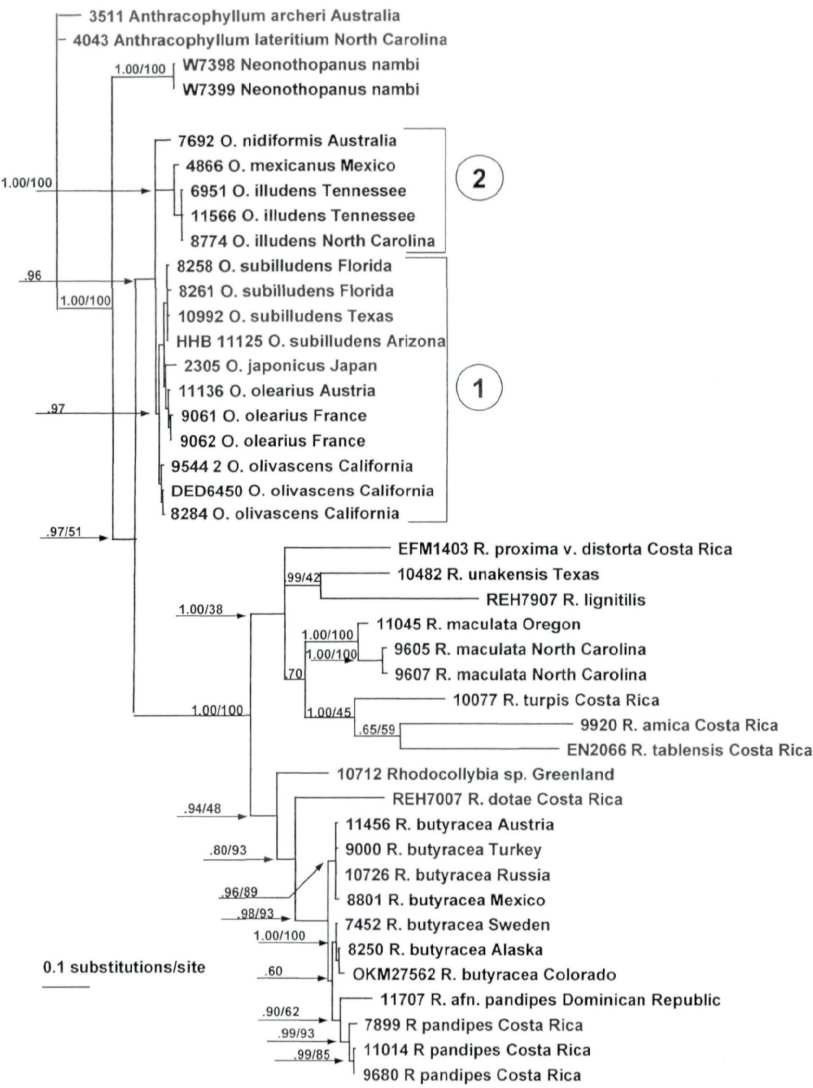 3511 Anthracophyllum archeri Australia
4043 Anthracophyllum lateritium North Carolina
1.00/100
W7398 Neonothopanus nambi
W7399 Neonothopanus nambi
7692 O. nidiformis Australia
4866 O. mexicanus Mexico
1.00/100
6951 O. illudens Tennessee
2
11566 O. illudens Tennessee
8774 O. illudens North Carolina
8258 O. subilludens Florida
.96
8261 O. subilludens Florida
1.00/100
10992 O. subilludens Texas
HHB 11125 O. subilludens Arizona
2305 O. japonicus Japan
11136 O. olearius Austria
1
.97
9061 O. olearius France
9062 O. olearius France
9544 2 O. olivascens California
DED6450 O. olivascens California
8284 O. olivascens California
.97/51
EFM1403 R. proxima v. distorta Costa Rica
.99/42
10482 R. unakensis Texas
REH7907 R. lignitilis
1.00/38
11045 R. maculata Oregon
1.00/100
9605 R. maculata North Carolina
1.00/100
9607 R. maculata North Carolina
.70
10077 R. turpis Costa Rica
1.00/100
1.00/45
9920 R. amica Costa Rica
.65/59
EN2066 R. tablensis Costa Rica
10712 Rhodocollybia sp. Greenland
REH7007 R. dotae Costa Rica
.94/48
11456 R. butyracea Austria
.80/93
9000 R. butyracea Turkey
10726 R. butyracea Russia
.96/89
8801 R. butyracea Mexico
.98/93
7452 R. butyracea Sweden
1.00/100
8250 R. butyracea Alaska
0.1 substitutions/site
.60
OKM27562 R. butyracea Colorado
11707 R. afn. pandipes Dominican Republic
.90/62
7899 R pandipes Costa Rica
.99/93
11014 R pandipes Costa Rica
.99/85
9680 R pandipes Costa Rica